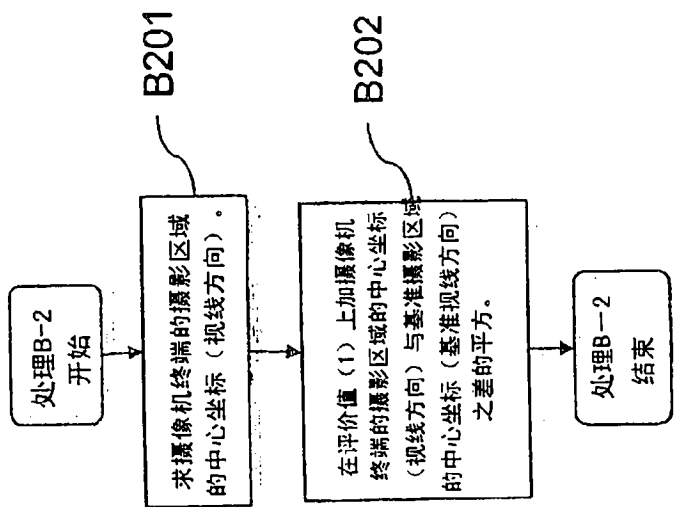 处理B-2
开始
求摄像机终端的摄影区域
的中心坐标（视线方向）。
B201
在评价值（1）上加摄像机
终端的摄影区域的中心坐标
（视线方向）与基准摄影区域
的中心坐标（基准视线方向）
之差的平方。
B202
处理B—2
结束